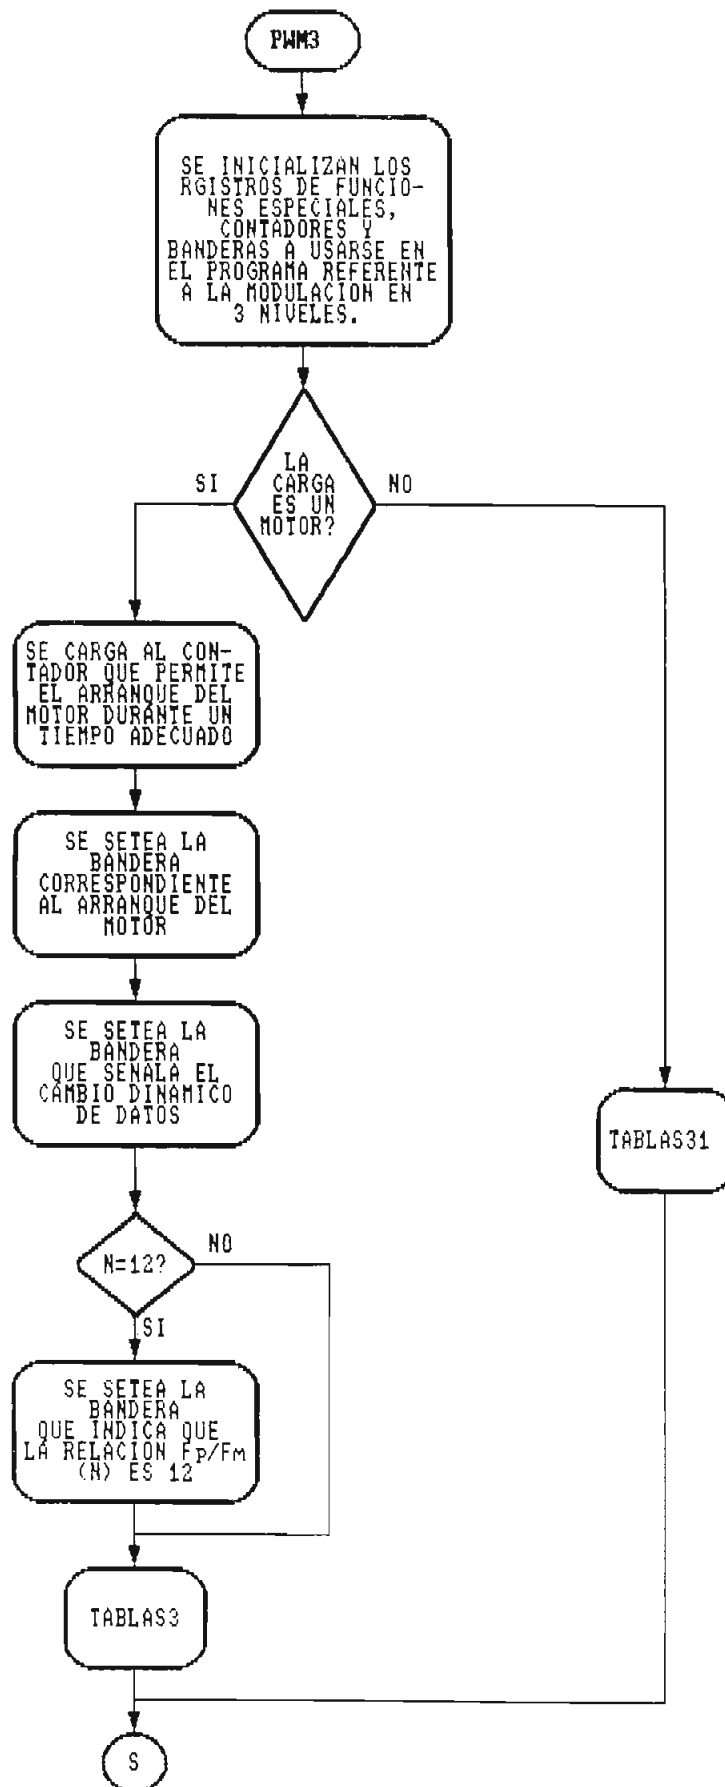 PWM3
SE INICIALIZAN LOS
RGISTROS DE FUNCIO-
NES ESPECIALES,
CONTADORES Y
BANDERAS A USARSE EN
EL PROGRAMA REFERENTE
A LA MODULACION EN
3 NIVELES.
LA
CARGA
ES UN
MOTOR?
SI
NO
SE CARGA AL CON-
TADOR QUE PERMITE
EL ARRANQUE DEL
MOTOR DURANTE UN
TIEMPO ADECUADO
SE SETEA LA
BANDERA
CORRESPONDIENTE
AL ARRANQUE DEL
MOTOR
SE SETEA LA
BANDERA
QUE SENALA EL
CAMBIO DINAMICO
DE DATOS
TABLAS31
N=12?
NO
SI
SE SETEA LA
BANDERA
QUE INDICA QUE
LA RELACION Fp/Fm
(N) ES 12
TABLAS3
S